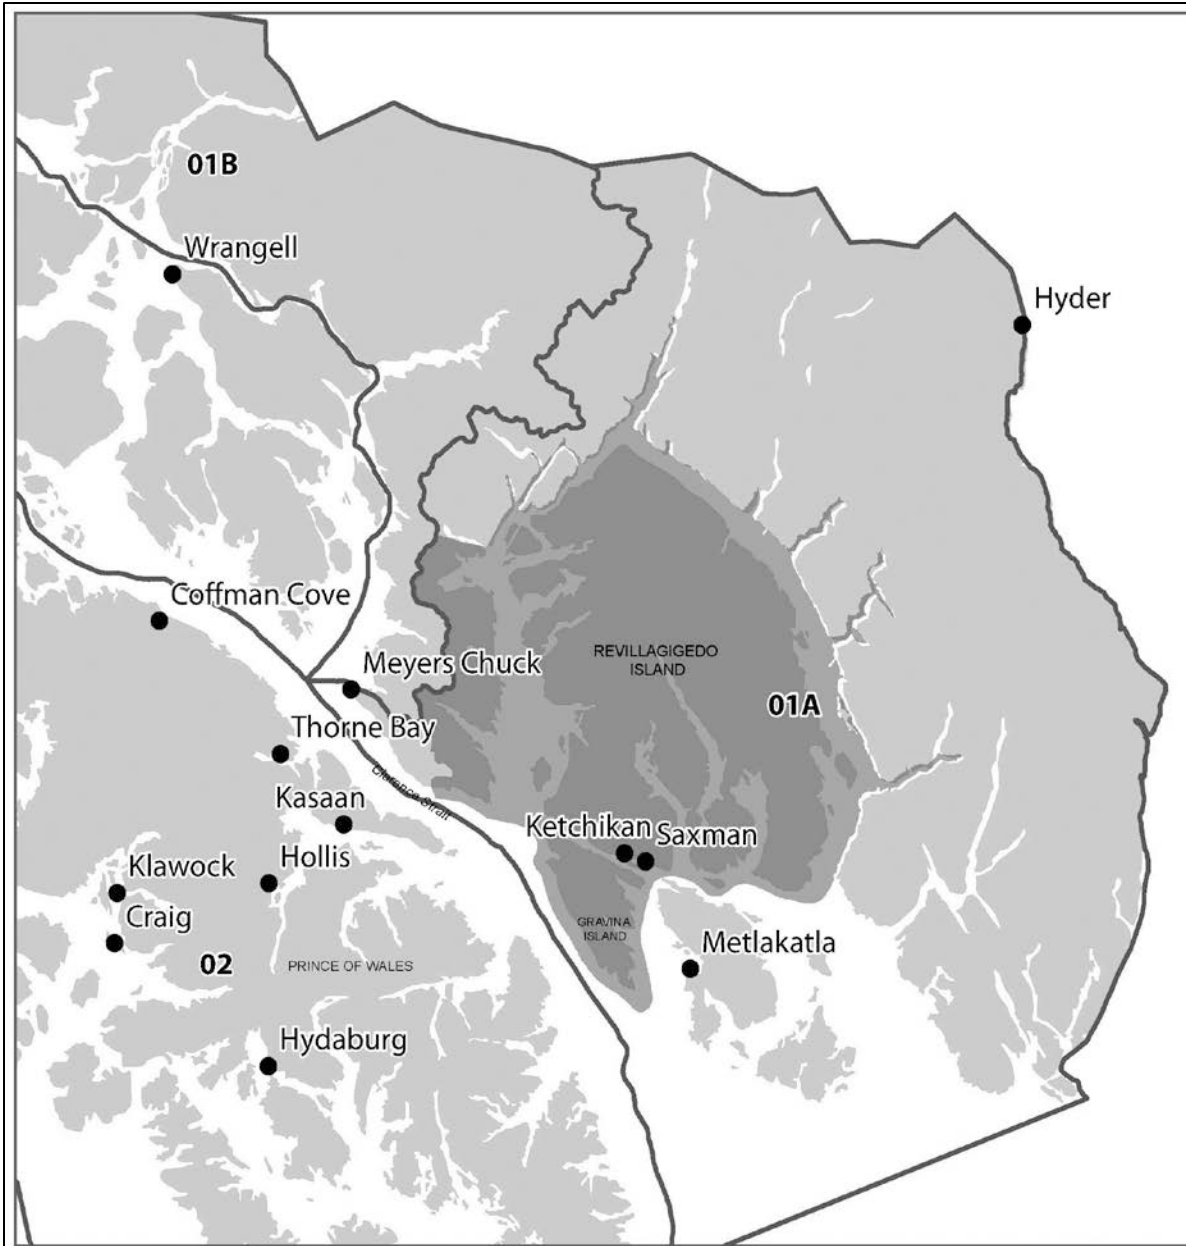 01B
Wrangell
Hyder
Coffman Cove
Meyers Chuck
REVILLAGIGEDO
ISLAND
01A
Thorne Bay
Clarence Strait
Kasaan
Ketchikan
Saxman
Klawock
Hollis
Craig
GRAVINA
ISLAND
Metlakatla
02
PRINCE OF WALES
Hydaburg